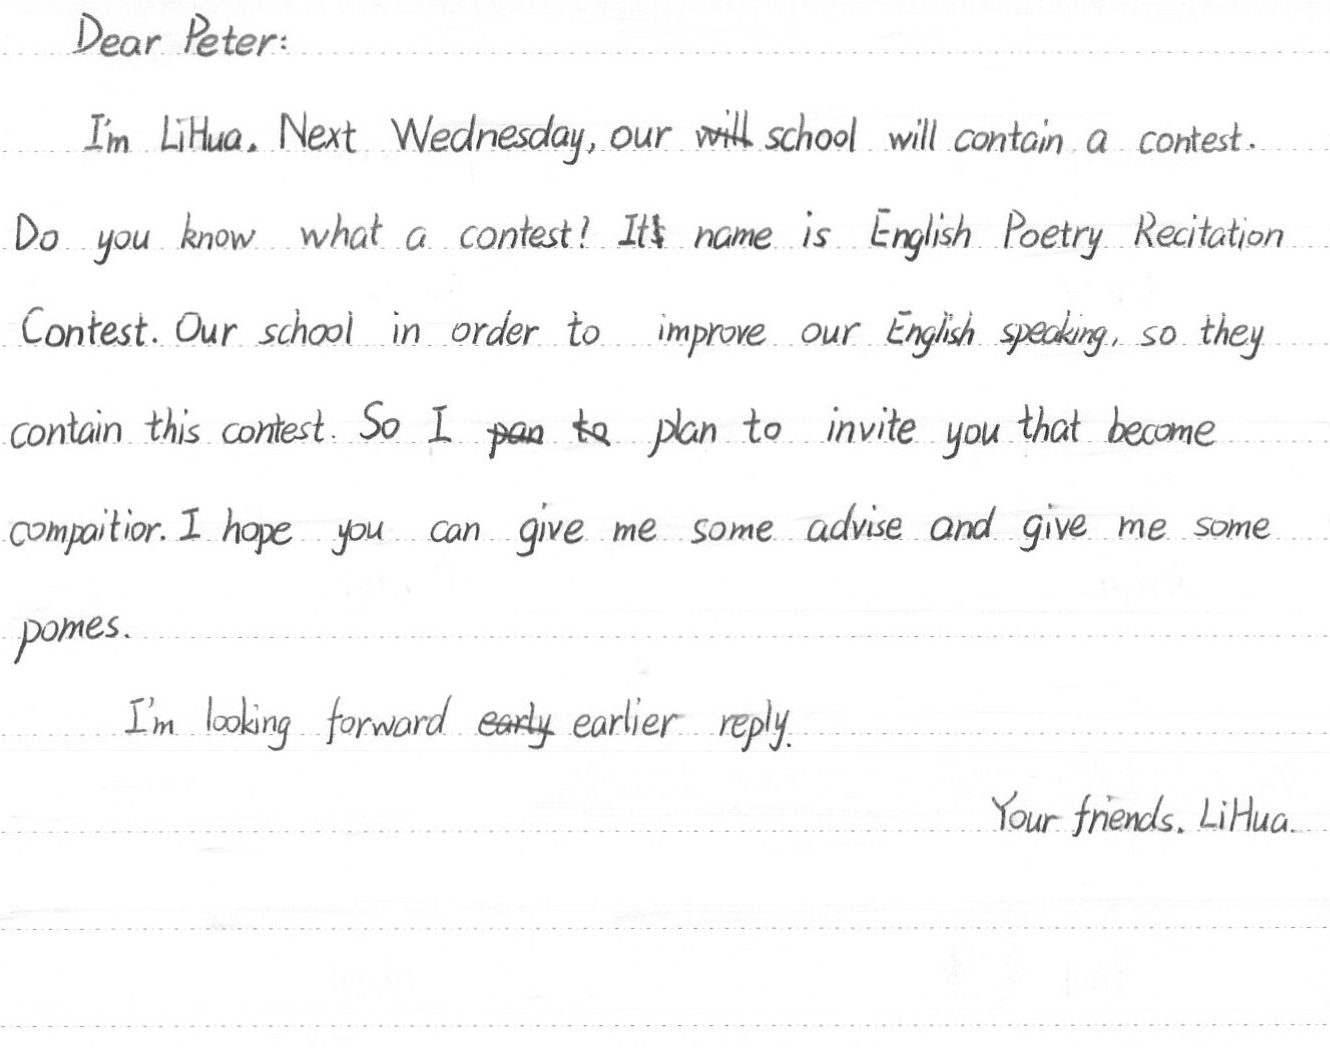 Dear Peter:
I'm LiHua. Next Wednesday, our will school will contain a contest.
Do you know what a contest! Its name is English Poetry Recitation
Contest. Our school in order to improve our English speaking, so they
contain this contest. So I pan to plan to invite you that become
compaitior. I hope you can give me some advise and give me some
pomes.
I'm looking forward early earlier reply.
Your friends. LiHua.